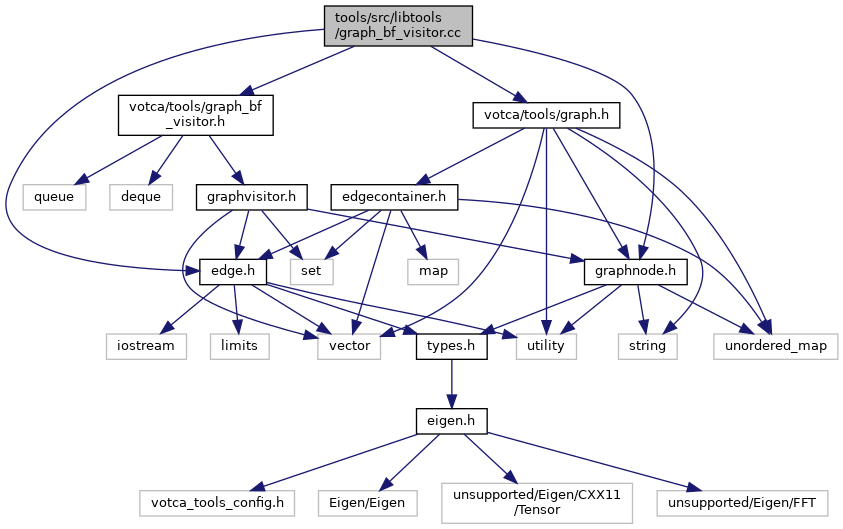 tools/src/libtools
/graph_bf_visitor.cc
votca/tools/graph_bf
_visitor.h
votca/tools/graph.h
queue
deque
graphvisitor.h
edgecontainer.h
edge.h
set
map
graphnode.h
iostream
limits
vector
types.h
utility
string
unordered_map
eigen.h
votca_tools_config.h
Eigen/Eigen
unsupported/Eigen/CXX11
/Tensor
unsupported/Eigen/FFT